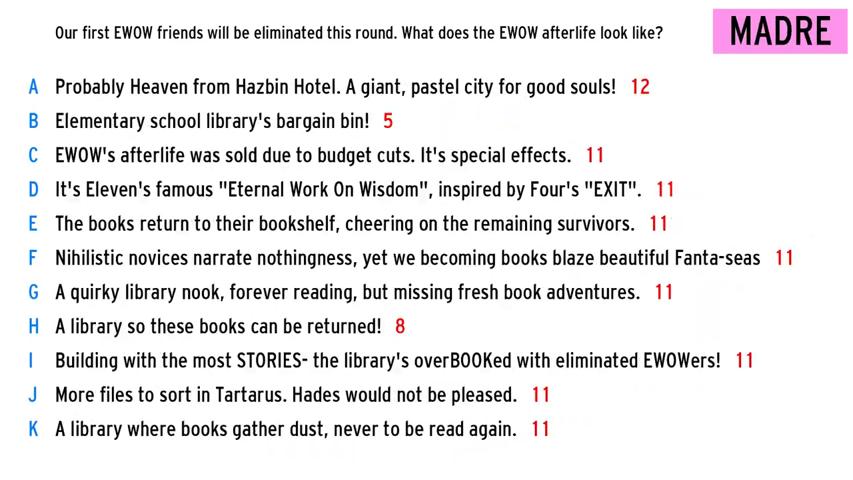 Our first EWOW friends will be eliminated this round. What does the EWOW afterlife look like?
MADRE
A Probably Heaven from Hazbin Hotel. A giant, pastel city for good souls! 12
B Elementary school library's bargain bin! 5
C EWOW's afterlife was sold due to budget cuts. It's special effects. 11
D It's Eleven's famous "Eternal Work On Wisdom", inspired by Four's "EXIT". 11
E The books return to their bookshelf, cheering on the remaining survivors. 11
F Nihilistic novices narrate nothingness, yet we becoming books blaze beautiful Fanta-seas 11
G A quirky library nook, forever reading, but missing fresh book adventures. 11
H A library so these books can be returned! 8
I Building with the most STORIES- the library's overBOOKed with eliminated EWOWers! 11
J More files to sort in Tartarus. Hades would not be pleased. 11
K A library where books gather dust, never to be read again. 11